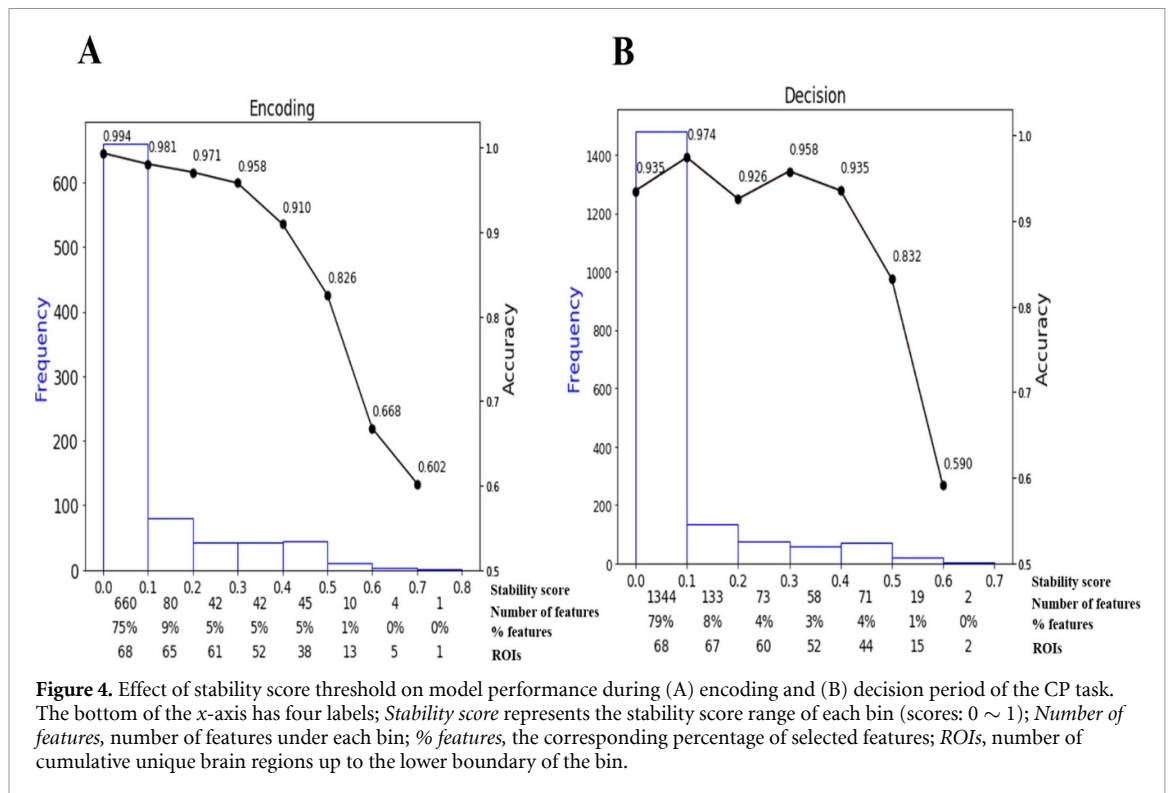 A
B
Encoding
Decision
0.994
0.981
0.971
0.958
0.910
0.826
0.668
0.602
Frequency
600
500
400
300
200
100
0
1.0
0.9
0.8
0.7
0.6
0.5
Accuracy
0.0 0.1 0.2 0.3 0.4 0.5 0.6 0.7 0.8 Stability score
660 80 42 42 45 10 4 1 Number of features
75% 9% 5% 5% 5% 1% 0% 0% % features
68 65 61 52 38 13 5 1 ROIs
0.935
0.974
0.926
0.958
0.935
0.832
0.590
Frequency
1400
1200
1000
800
600
400
200
0
1.0
0.9
0.8
0.7
0.6
0.5
Accuracy
0.0 0.1 0.2 0.3 0.4 0.5 0.6 0.7 Stability score
1344 133 73 58 71 19 2 Number of features
79% 8% 4% 3% 4% 1% 0% % features
68 67 60 52 44 15 2 ROIs
Figure 4. Effect of stability score threshold on model performance during (A) encoding and (B) decision period of the CP task.
The bottom of the x-axis has four labels; Stability score represents the stability score range of each bin (scores: 0 ∼ 1); Number of
features, number of features under each bin; % features, the corresponding percentage of selected features; ROIs, number of
cumulative unique brain regions up to the lower boundary of the bin.